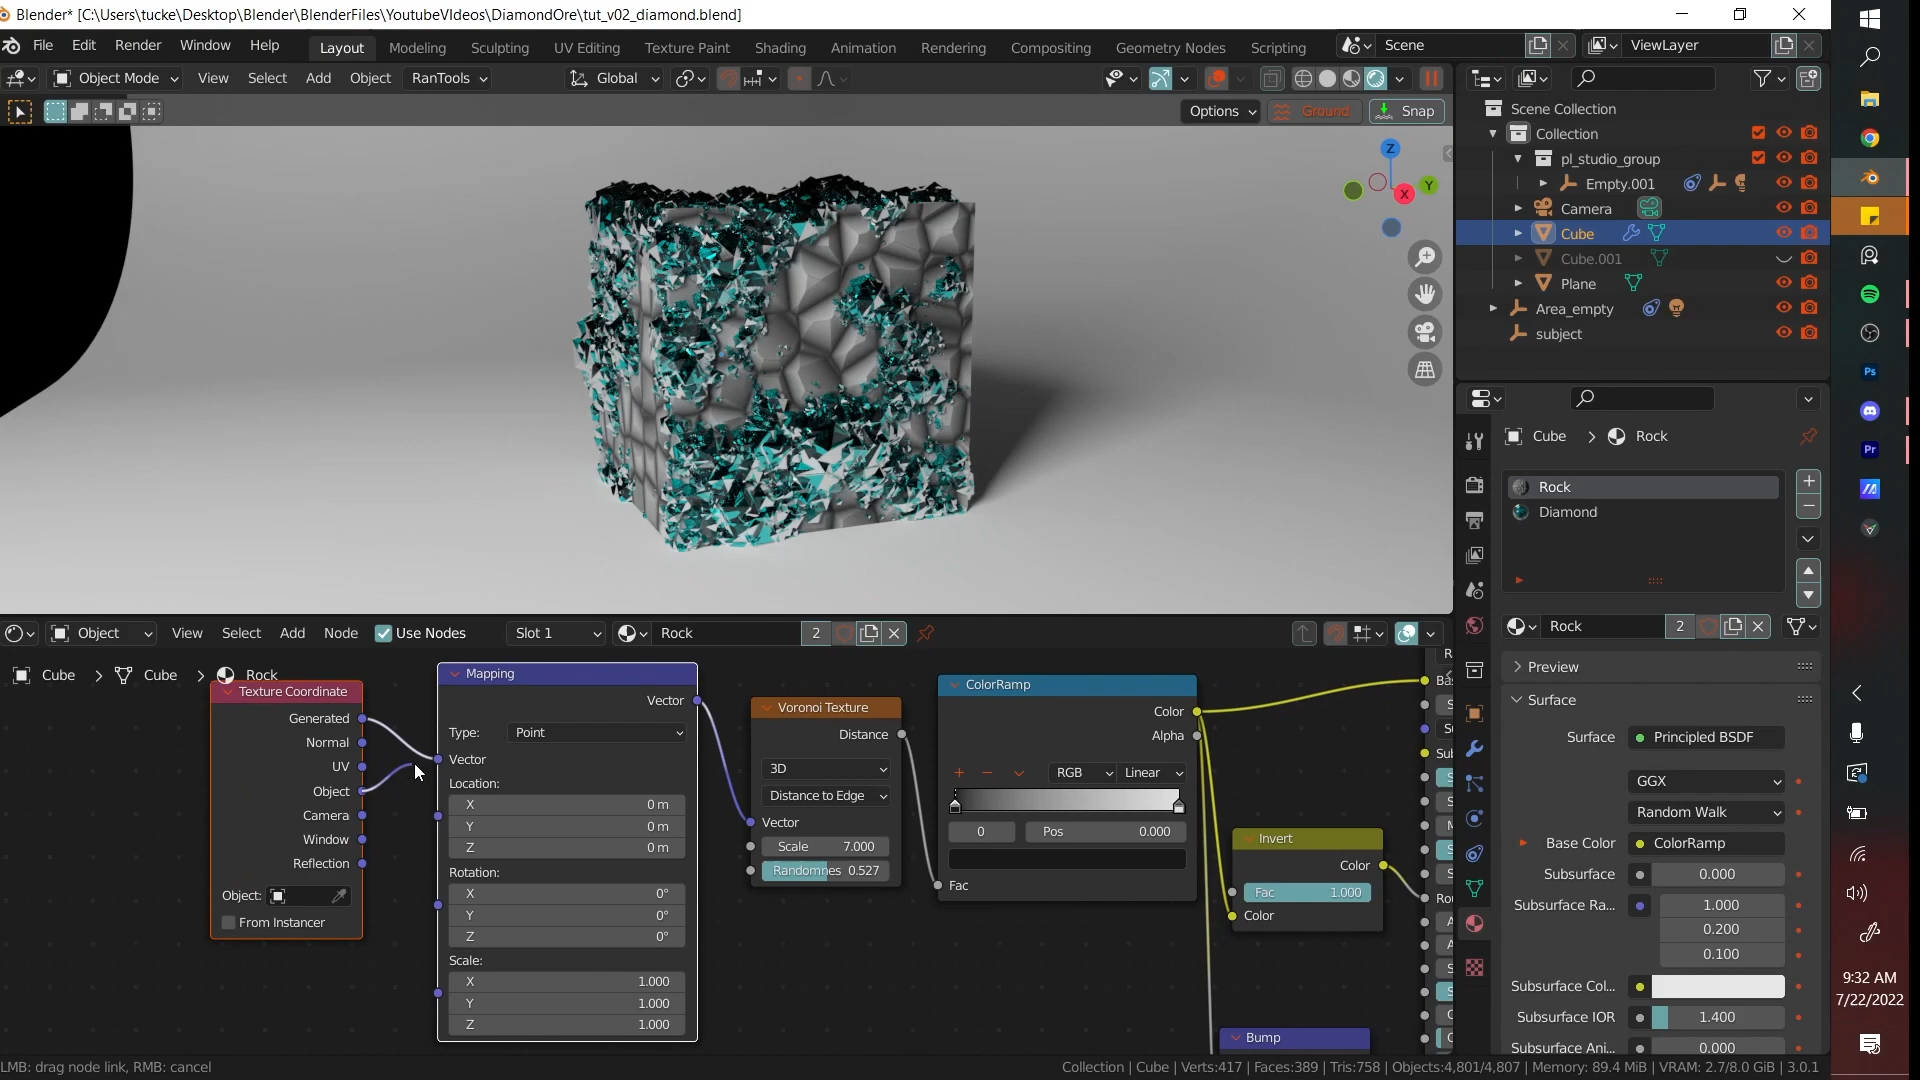 Blender* [C:\Users\tucke\Desktop\Blender\BlenderFiles\YoutubeVIdeos\DiamondOre\tut_v02_diamond.blend]
File Edit Render Window Help Layout Modeling Sculpting UV Editing Texture Paint Shading Animation Rendering Compositing Geometry Nodes Scripting Scene ViewLayer
Object Mode View Select Add Object RanTools Global
Options Ground Snap
Z
Y
X
Scene Collection
Collection
pl_studio_group
Empty.001
Camera
Cube
Cube.001
Plane
Area_empty
subject
Cube Rock
Rock
Diamond
Rock 2
Preview
Surface
Surface Principled BSDF
GGX
Random Walk
Base Color ColorRamp
Subsurface 0.000
Subsurface Ra... 1.000
0.200
0.100
Subsurface Col...
Subsurface IOR 1.400
Subsurface Ani... 0.000
Object View Select Add Node Use Nodes Slot 1 Rock 2
Cube Cube Rock
Texture Coordinate
Generated
Normal
UV
Object
Camera
Window
Reflection
Object:
From Instancer
Mapping
Vector
Type: Point
Vector
Location:
X 0 m
Y 0 m
Z 0 m
Rotation:
X 0°
Y 0°
Z 0°
Scale:
X 1.000
Y 1.000
Z 1.000
Voronoi Texture
Distance
3D
Distance to Edge
Vector
Scale 7.000
Randomnes 0.527
ColorRamp
Color
Alpha
RGB Linear
0 Pos 0.000
Fac
Invert
Color
Fac 1.000
Color
Bump
Ps
Pr
9:32 AM
7/22/2022
LMB: drag node link, RMB: cancel
Collection | Cube | Verts:417 | Faces:389 | Tris:758 | Objects:4,801/4,807 | Memory: 89.4 MiB | VRAM: 2.7/8.0 GiB | 3.0.1